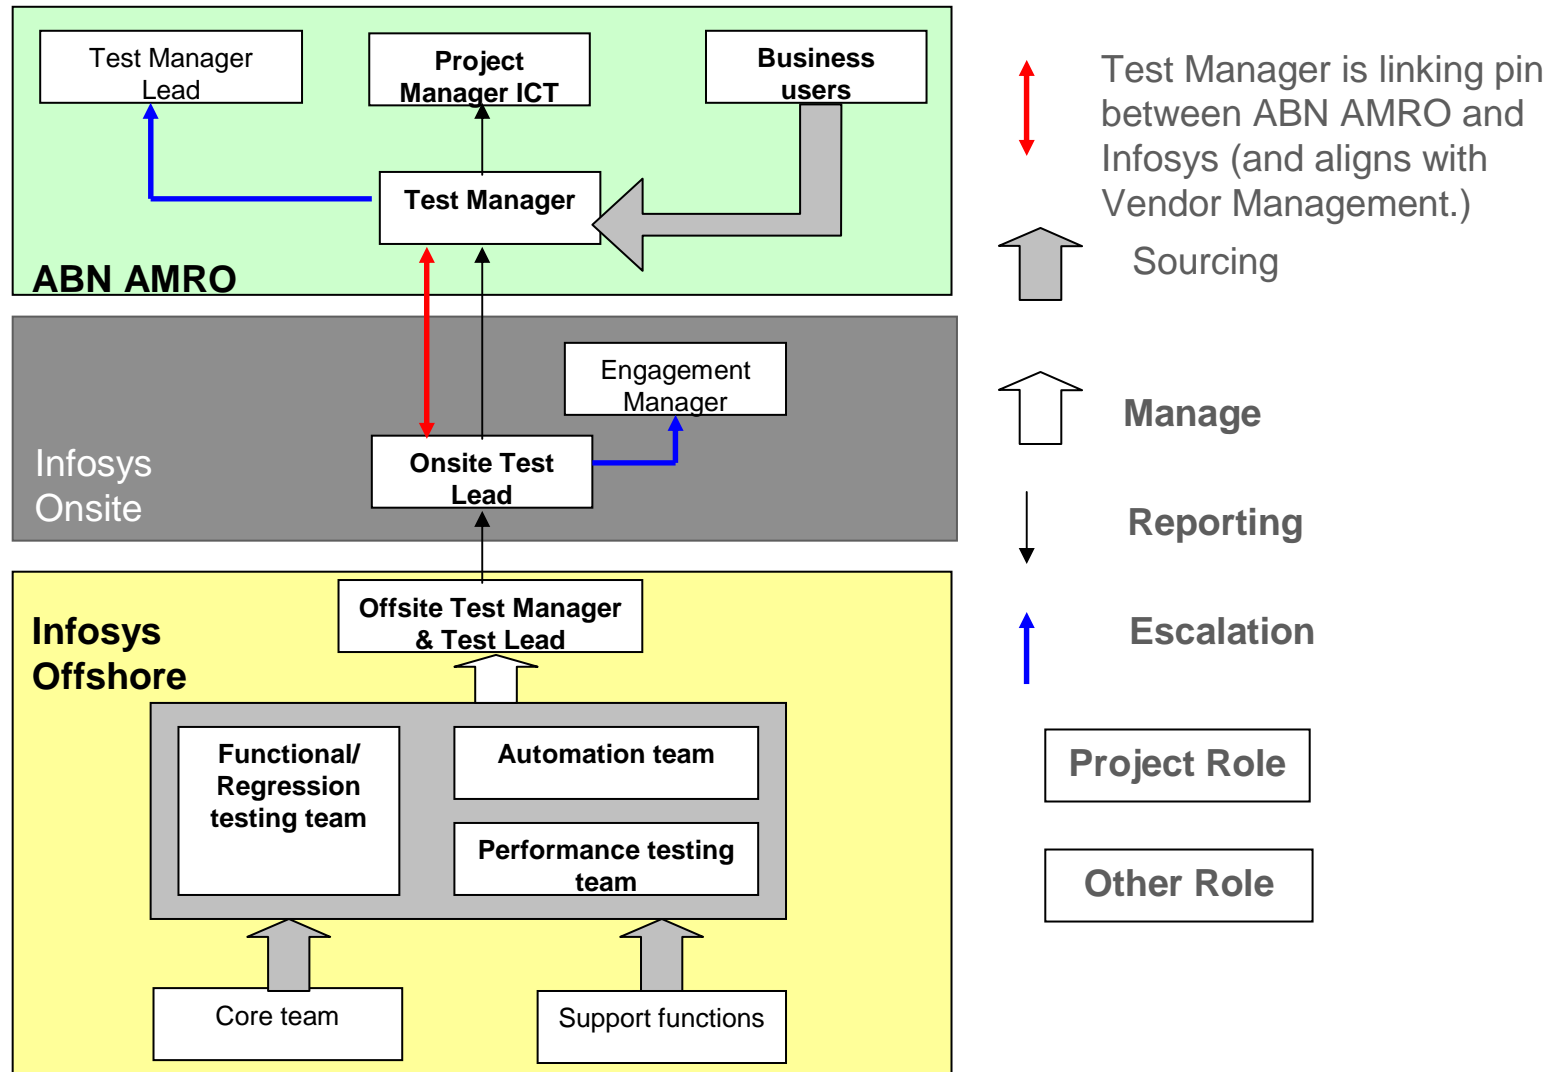 Test Manager
Lead
Project
Manager ICT
Business
users
Test Manager
ABN AMRO
Engagement
Manager
Infosys
Onsite
Onsite Test
Lead
Infosys
Offshore
Offsite Test Manager
& Test Lead
Functional/
Regression
testing team
Automation team
Performance testing
team
Core team
Support functions
Test Manager is linking pin
between ABN AMRO and
Infosys (and aligns with
Vendor Management.)
Sourcing
Manage
Reporting
Escalation
Project Role
Other Role